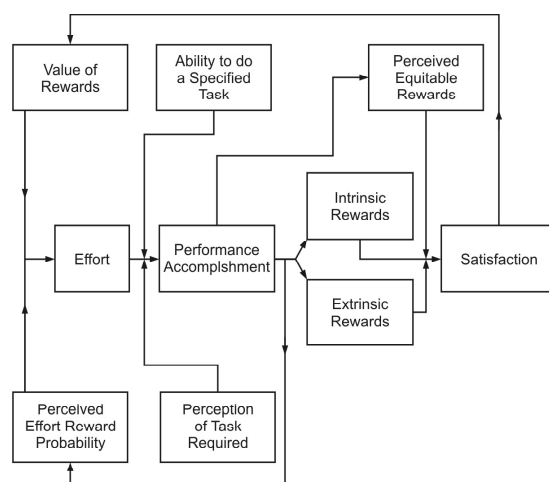 Value of
Rewards
Ability to do
a Specified
Task
Perceived
Equitable
Rewards
Intrinsic
Rewards
Effort
Performance
Accomplshment
Satisfaction
Extrinsic
Rewards
Perceived
Effort Reward
Probability
Perception
of Task
Required